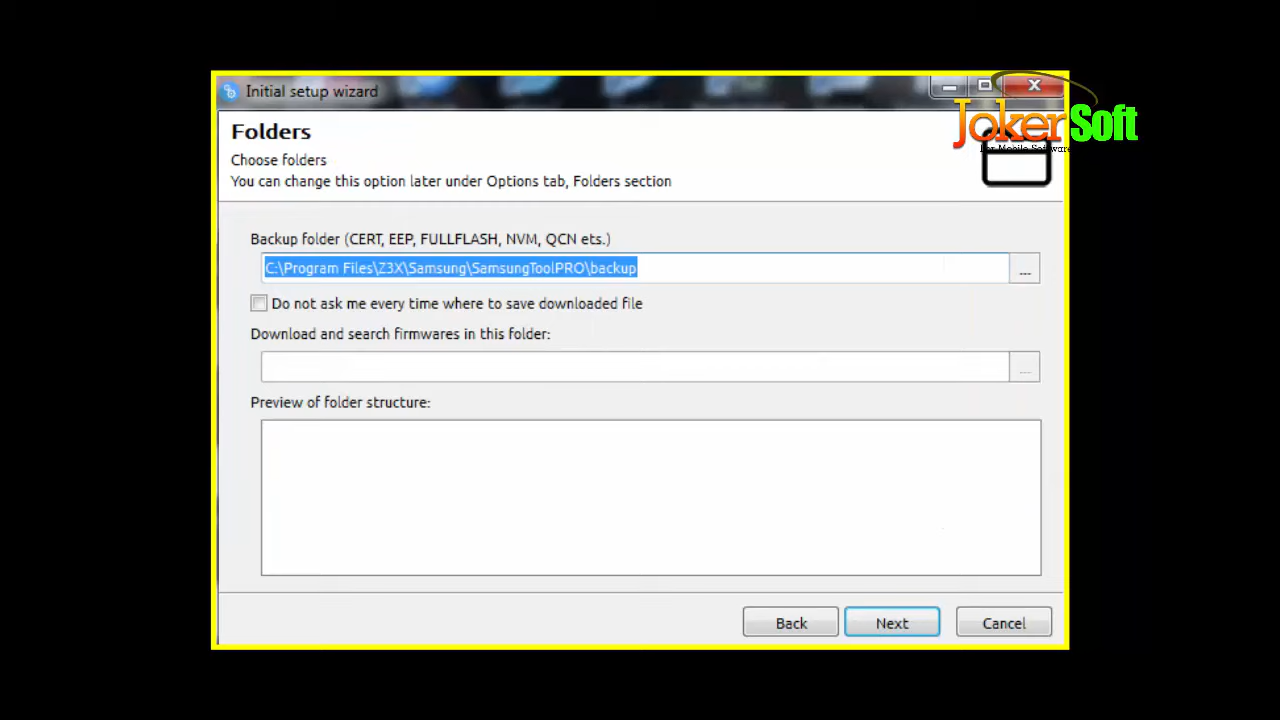 Initial setup wizard
JokerSoft
For Mobile Software
Folders
Choose folders
You can change this option later under Options tab, Folders section
Backup folder (CERT, EEP, FULLFLASH, NVM, QCN ets.)
C:\Program Files\Z3X\Samsung\SamsungToolPRO\backup
...
Do not ask me every time where to save downloaded file
Download and search firmwares in this folder:
...
Preview of folder structure:
Back Next Cancel